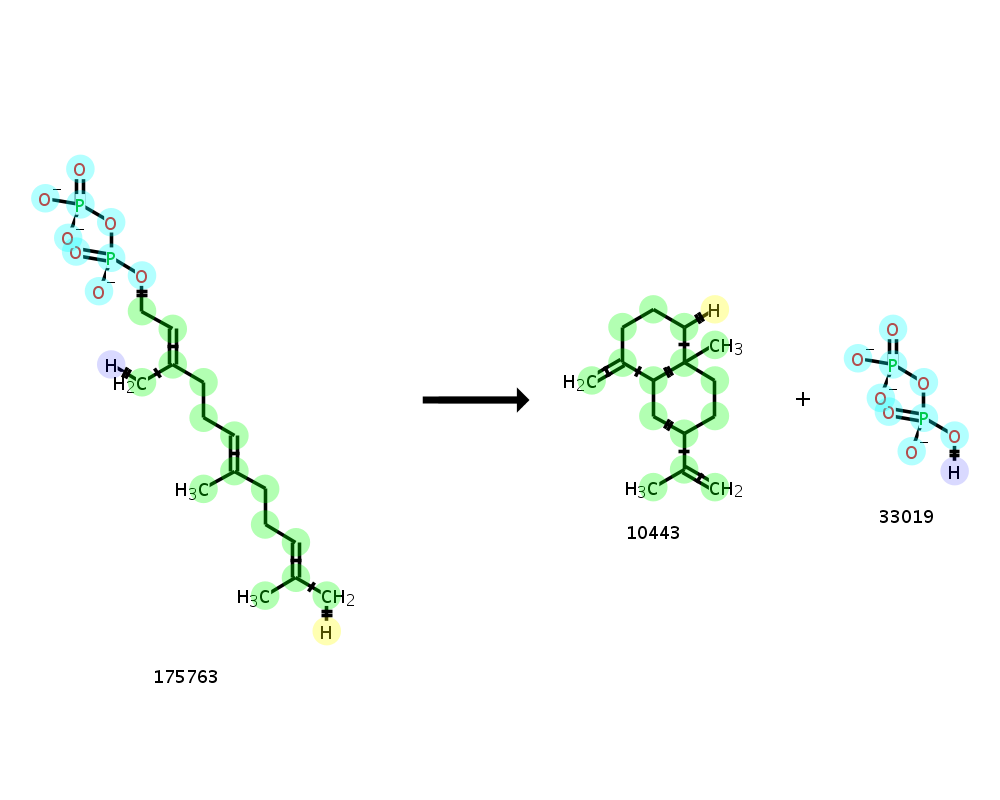 O
O⁻ P O
O⁻
O P O
O⁻
H
H₂C
H₃C
H₃C CH₂
H
175763
H
CH₃
H₂C
H₃C CH₂
10443
+
O
O⁻ P O
O⁻
O P O
O⁻
H
33019